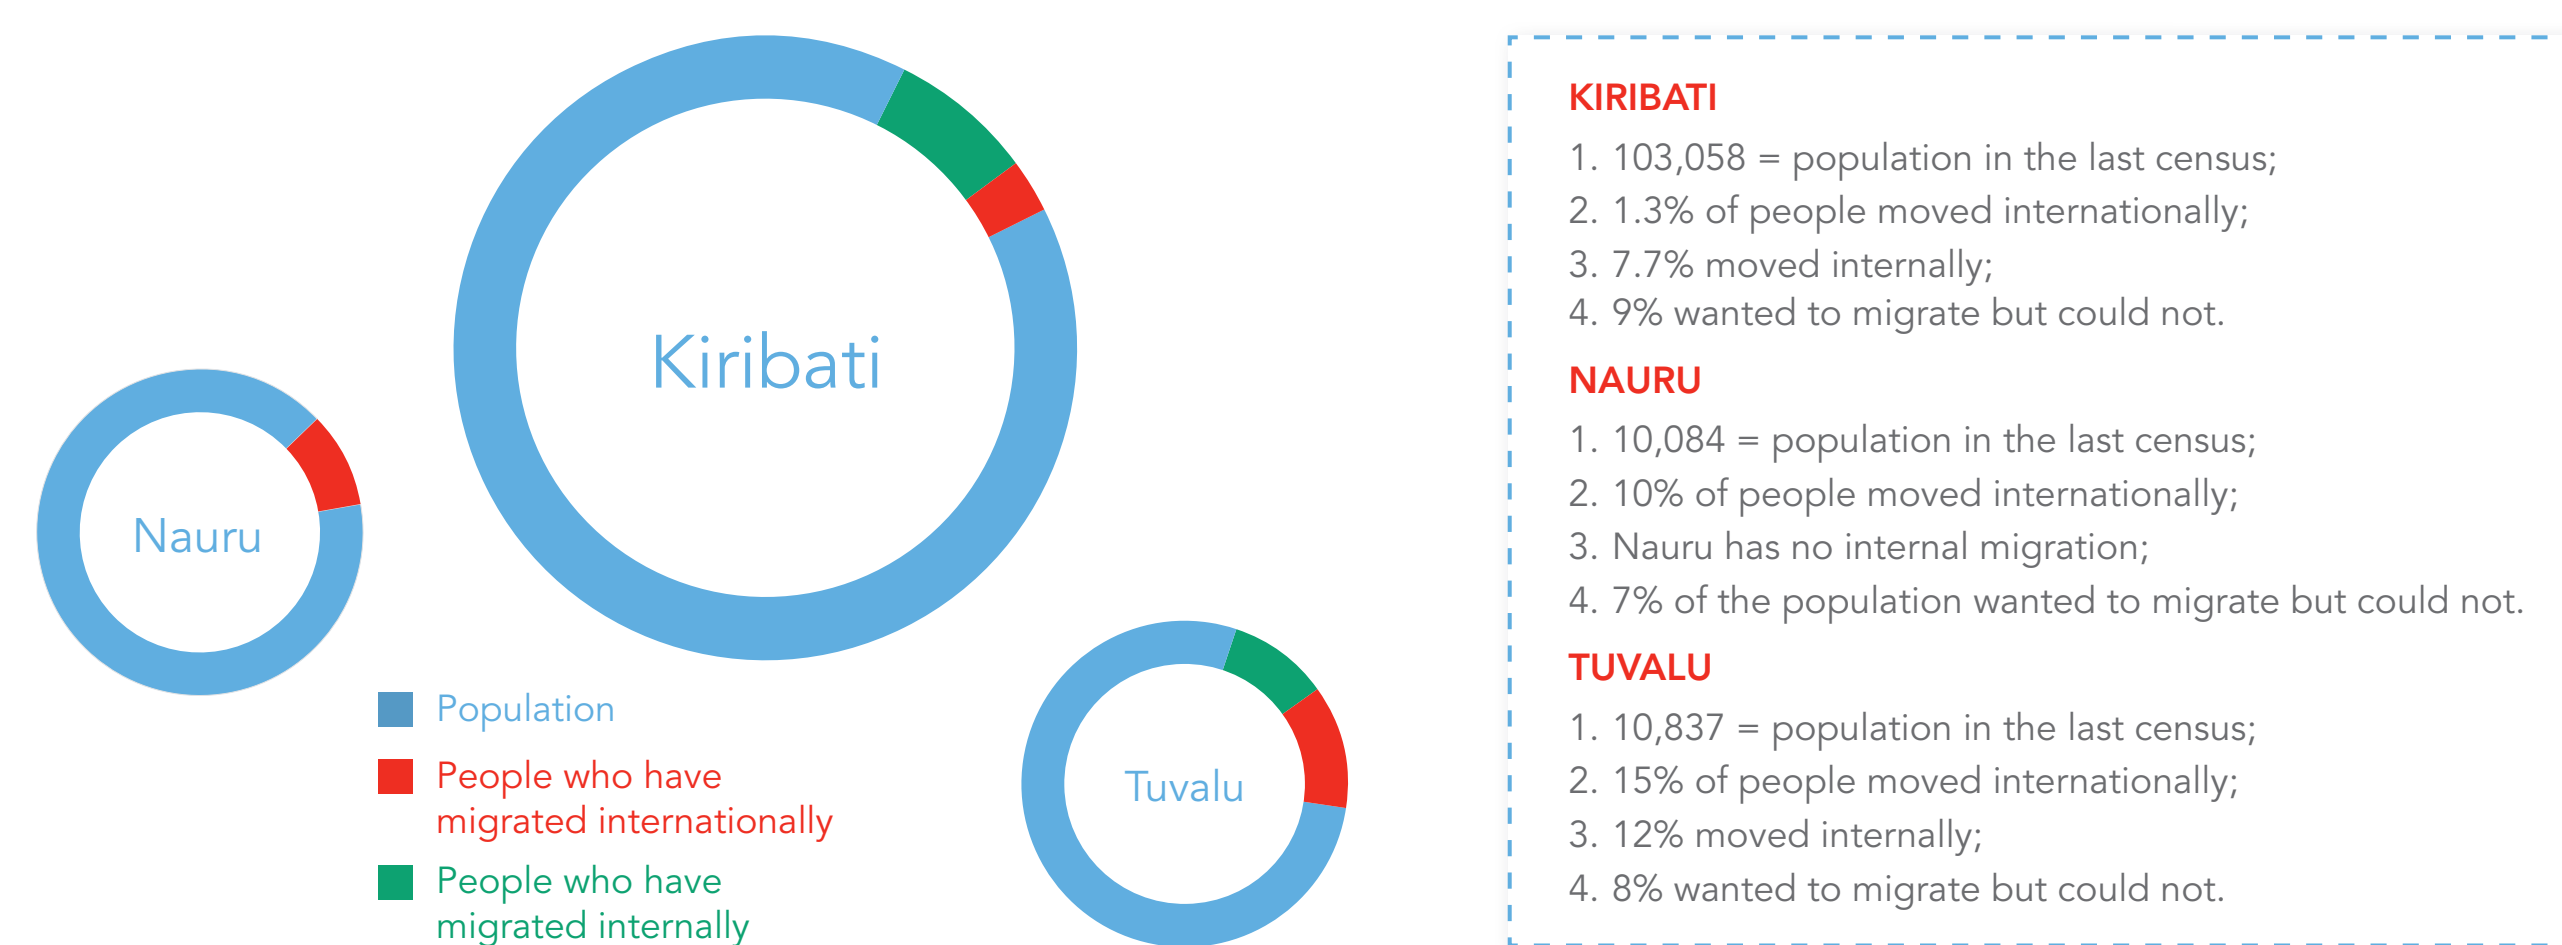 Kiribati
Nauru
Tuvalu
Population
People who have
migrated internationally
People who have
migrated internally
KIRIBATI
1. 103,058 = population in the last census;
2. 1.3% of people moved internationally;
3. 7.7% moved internally;
4. 9% wanted to migrate but could not.
NAURU
1. 10,084 = population in the last census;
2. 10% of people moved internationally;
3. Nauru has no internal migration;
4. 7% of the population wanted to migrate but could not.
TUVALU
1. 10,837 = population in the last census;
2. 15% of people moved internationally;
3. 12% moved internally;
4. 8% wanted to migrate but could not.